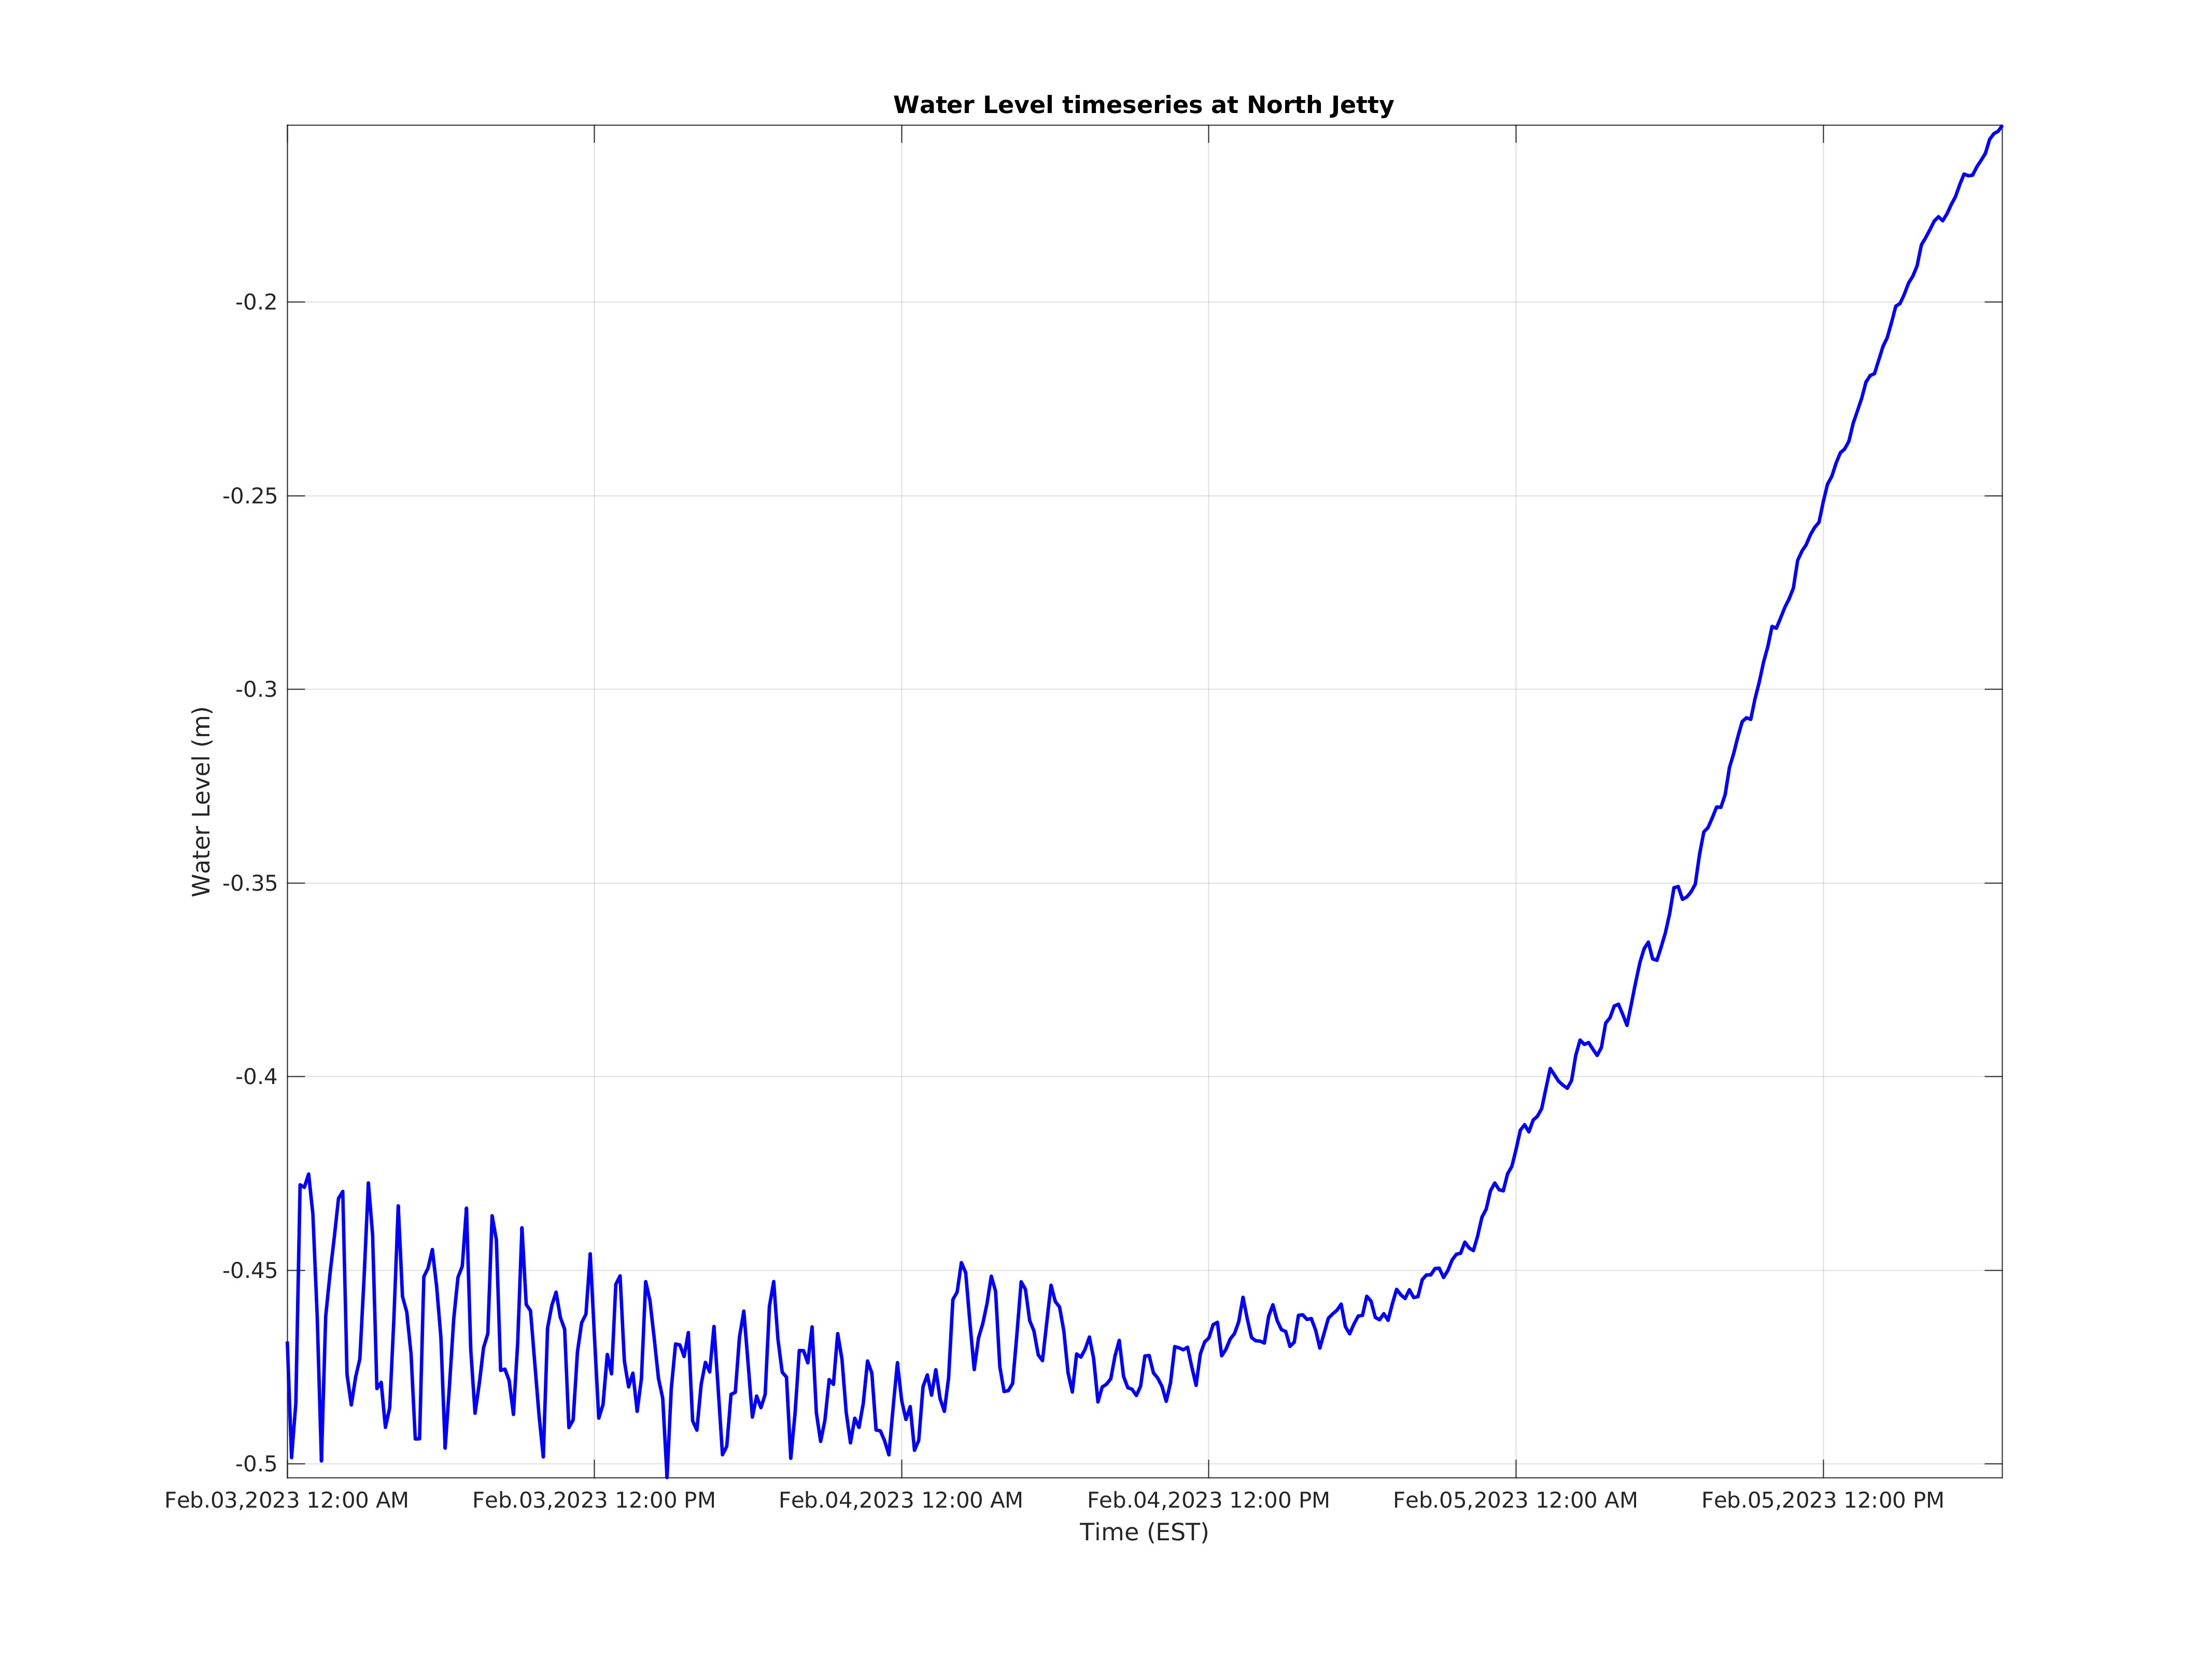 Water Level timeseries at North Jetty
-0.2
-0.25
-0.3
-0.35
-0.4
-0.45
-0.5
Water Level (m)
Feb.03,2023 12:00 AM
Feb.03,2023 12:00 PM
Feb.04,2023 12:00 AM
Feb.04,2023 12:00 PM
Feb.05,2023 12:00 AM
Feb.05,2023 12:00 PM
Time (EST)